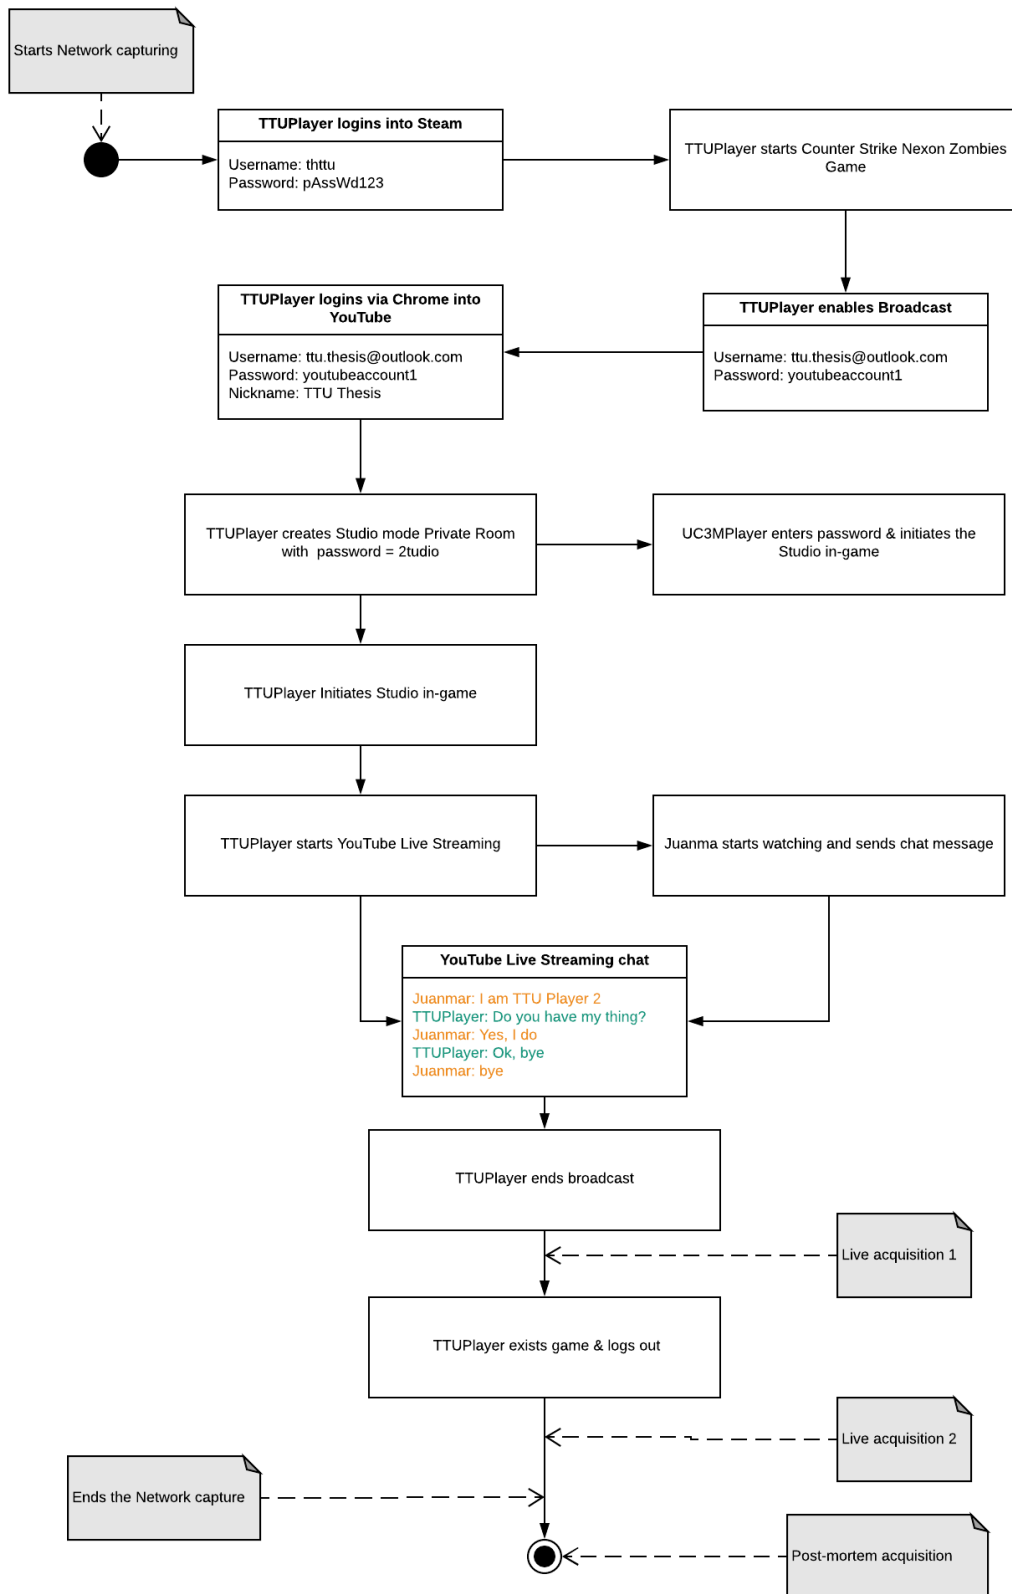 Starts Network capturing
TTUPlayer logins into Steam
Username: thttu
Password: pAssWd123
TTUPlayer starts Counter Strike Nexon Zombies
Game
TTUPlayer logins via Chrome into
YouTube
Username: ttu.thesis@outlook.com
Password: youtubeaccount1
Nickname: TTU Thesis
TTUPlayer enables Broadcast
Username: ttu.thesis@outlook.com
Password: youtubeaccount1
TTUPlayer creates Studio mode Private Room
with password = 2tudio
UC3MPlayer enters password & initiates the
Studio in-game
TTUPlayer Initiates Studio in-game
TTUPlayer starts YouTube Live Streaming
Juanma starts watching and sends chat message
YouTube Live Streaming chat
Juanmar: I am TTU Player 2
TTUPlayer: Do you have my thing?
Juanmar: Yes, I do
TTUPlayer: Ok, bye
Juanmar: bye
TTUPlayer ends broadcast
Live acquisition 1
TTUPlayer exists game & logs out
Live acquisition 2
Ends the Network capture
Post-mortem acquisition